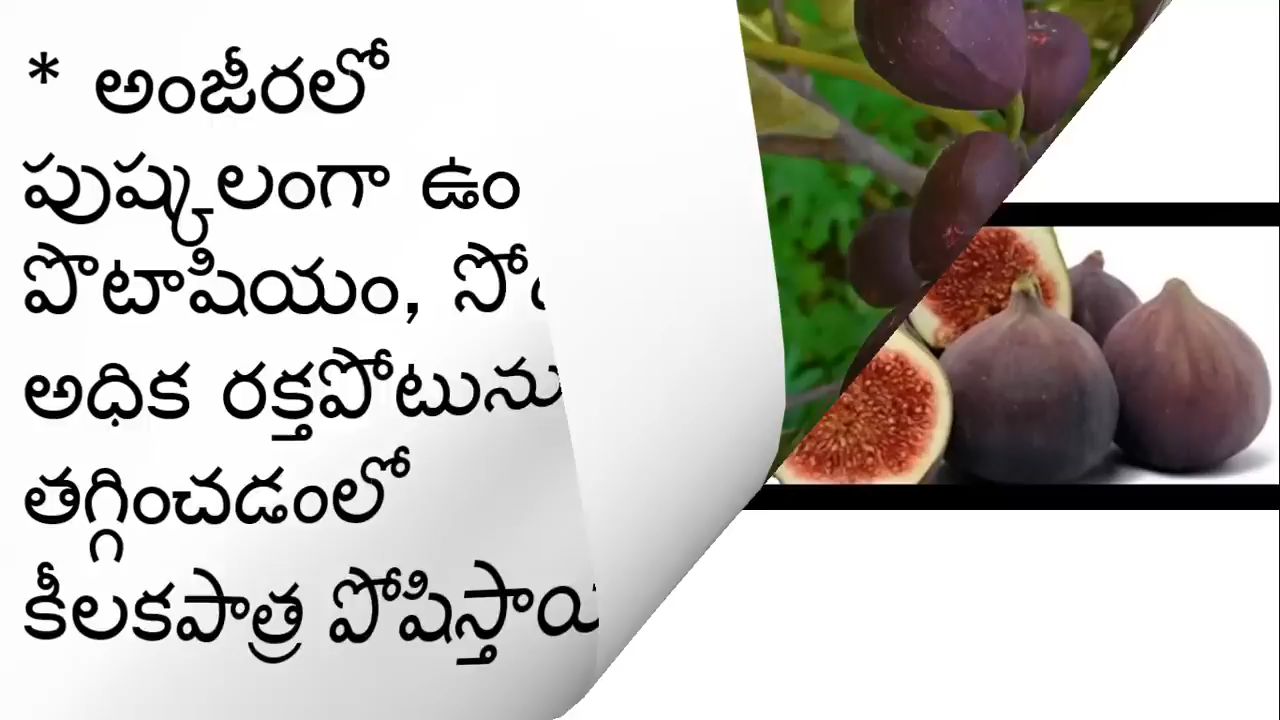 * అంజీరలో
పుష్కలంగా
పొటాషియం,
అధిక రక్తపోటును
తగ్గించడంలో
కీలకపాత్ర